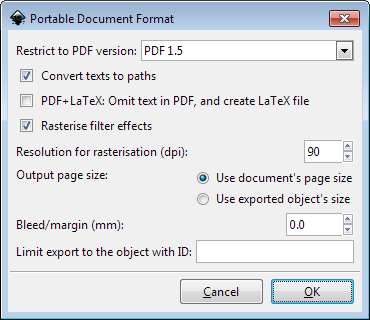 Portable Document Format
Restrict to PDF version: PDF 1.5
Convert texts to paths
PDF+LaTeX: Omit text in PDF, and create LaTeX file
Rasterise filter effects
Resolution for rasterisation (dpi): 90
Output page size: Use document's page size
Use exported object's size
Bleed/margin (mm): 0.0
Limit export to the object with ID:
Cancel OK